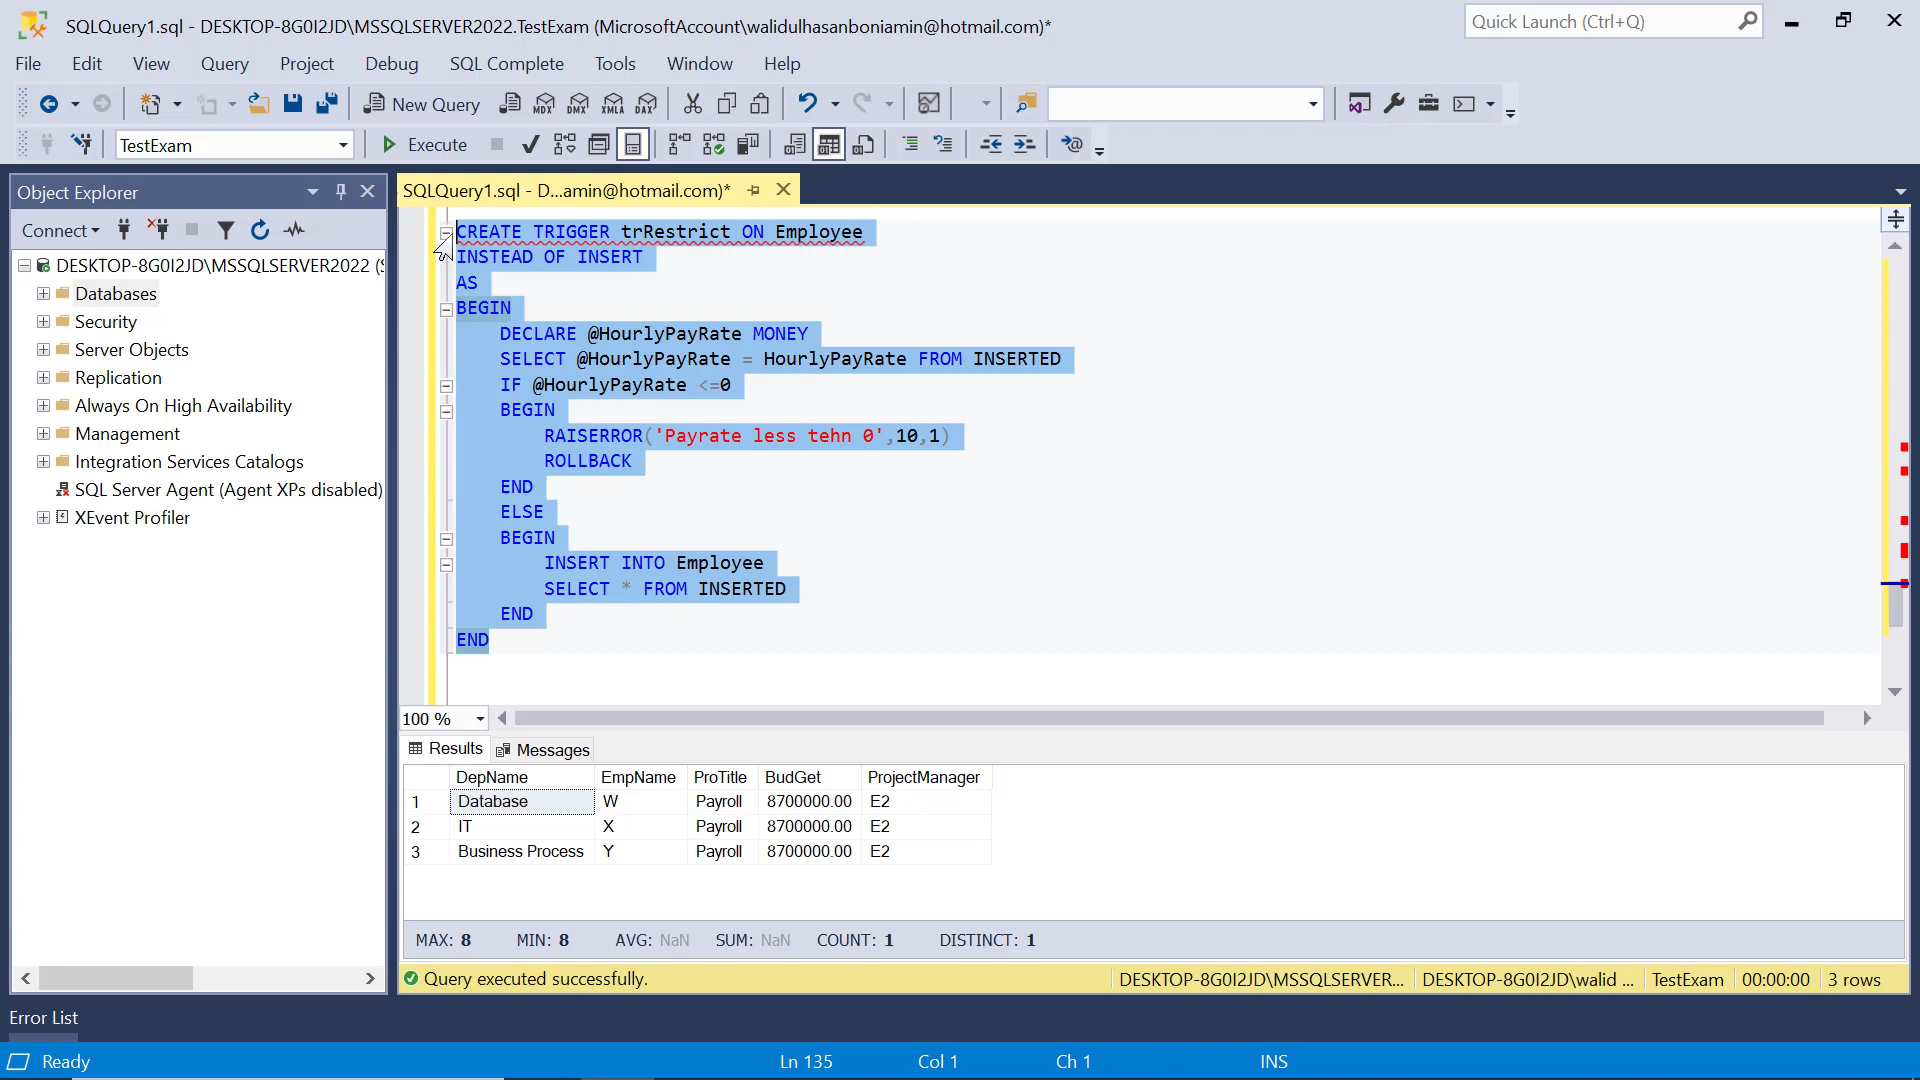 SQLQuery1.sql - DESKTOP-8G0I2JD\MSSQLSERVER2022.TestExam (MicrosoftAccount\walidulhasanboniamin@hotmail.com)*
Quick Launch (Ctrl+Q)
File Edit View Query Project Debug SQL Complete Tools Window Help
New Query
MDX DMX XMLA DAX
TestExam
Execute
Object Explorer
Connect
DESKTOP-8G0I2JD\MSSQLSERVER2022 (S
Databases
Security
Server Objects
Replication
Always On High Availability
Management
Integration Services Catalogs
SQL Server Agent (Agent XPs disabled)
XEvent Profiler
SQLQuery1.sql - D...amin@hotmail.com)*
CREATE TRIGGER trRestrict ON Employee
INSTEAD OF INSERT
AS
BEGIN
DECLARE @HourlyPayRate MONEY
SELECT @HourlyPayRate = HourlyPayRate FROM INSERTED
IF @HourlyPayRate <=0
BEGIN
RAISERROR('Payrate less tehn 0',10,1)
ROLLBACK
END
ELSE
BEGIN
INSERT INTO Employee
SELECT * FROM INSERTED
END
END
100 %
Results Messages
DepName EmpName ProTitle BudGet ProjectManager
1 Database W Payroll 8700000.00 E2
2 IT X Payroll 8700000.00 E2
3 Business Process Y Payroll 8700000.00 E2
MAX: 8 MIN: 8 AVG: NaN SUM: NaN COUNT: 1 DISTINCT: 1
Query executed successfully.
DESKTOP-8G0I2JD\MSSQLSERVER... DESKTOP-8G0I2JD\walid ... TestExam 00:00:00 3 rows
Error List
Ready Ln 135 Col 1 Ch 1 INS